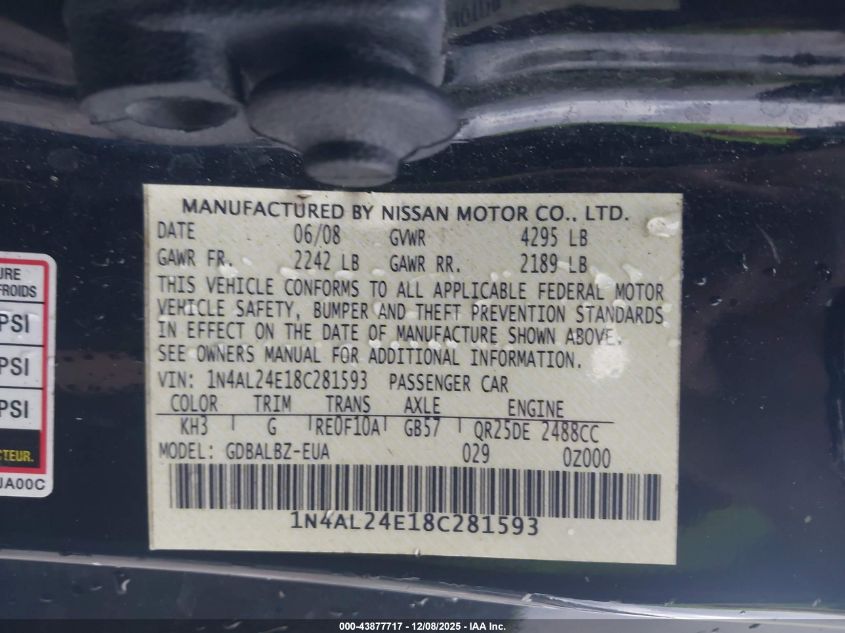 MANUFACTURED BY NISSAN MOTOR CO., LTD.
DATE 06/08 GVWR 4295 LB
GAWR FR. 2242 LB GAWR RR. 2189 LB
THIS VEHICLE CONFORMS TO ALL APPLICABLE FEDERAL MOTOR
VEHICLE SAFETY, BUMPER AND THEFT PREVENTION STANDARDS
IN EFFECT ON THE DATE OF MANUFACTURE SHOWN ABOVE.
SEE OWNERS MANUAL FOR ADDITIONAL INFORMATION.
VIN: 1N4AL24E18C281593 PASSENGER CAR
COLOR TRIM TRANS AXLE ENGINE
KH3 G RE0F10A GB57 QR25DE 2488CC
MODEL: GDBALBZ-EUA 029 0Z000
1N4AL24E18C281593
URE
FROIDS
PSI
PSI
PSI
CTEUR.
JA00C
000-43877717 - 12/08/2025 - IAA Inc.